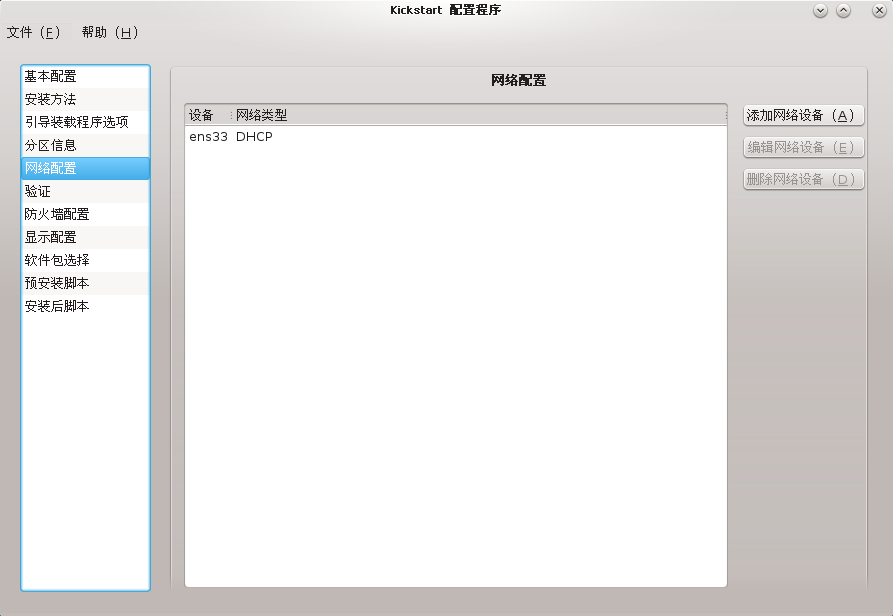 Kickstart 配置程序
文件（F） 帮助（H）
基本配置
安装方法
引导装载程序选项
分区信息
网络配置
验证
防火墙配置
显示配置
软件包选择
预安装脚本
安装后脚本
网络配置
设备 网络类型
ens33 DHCP
添加网络设备（A）
编辑网络设备（E）
删除网络设备（D）